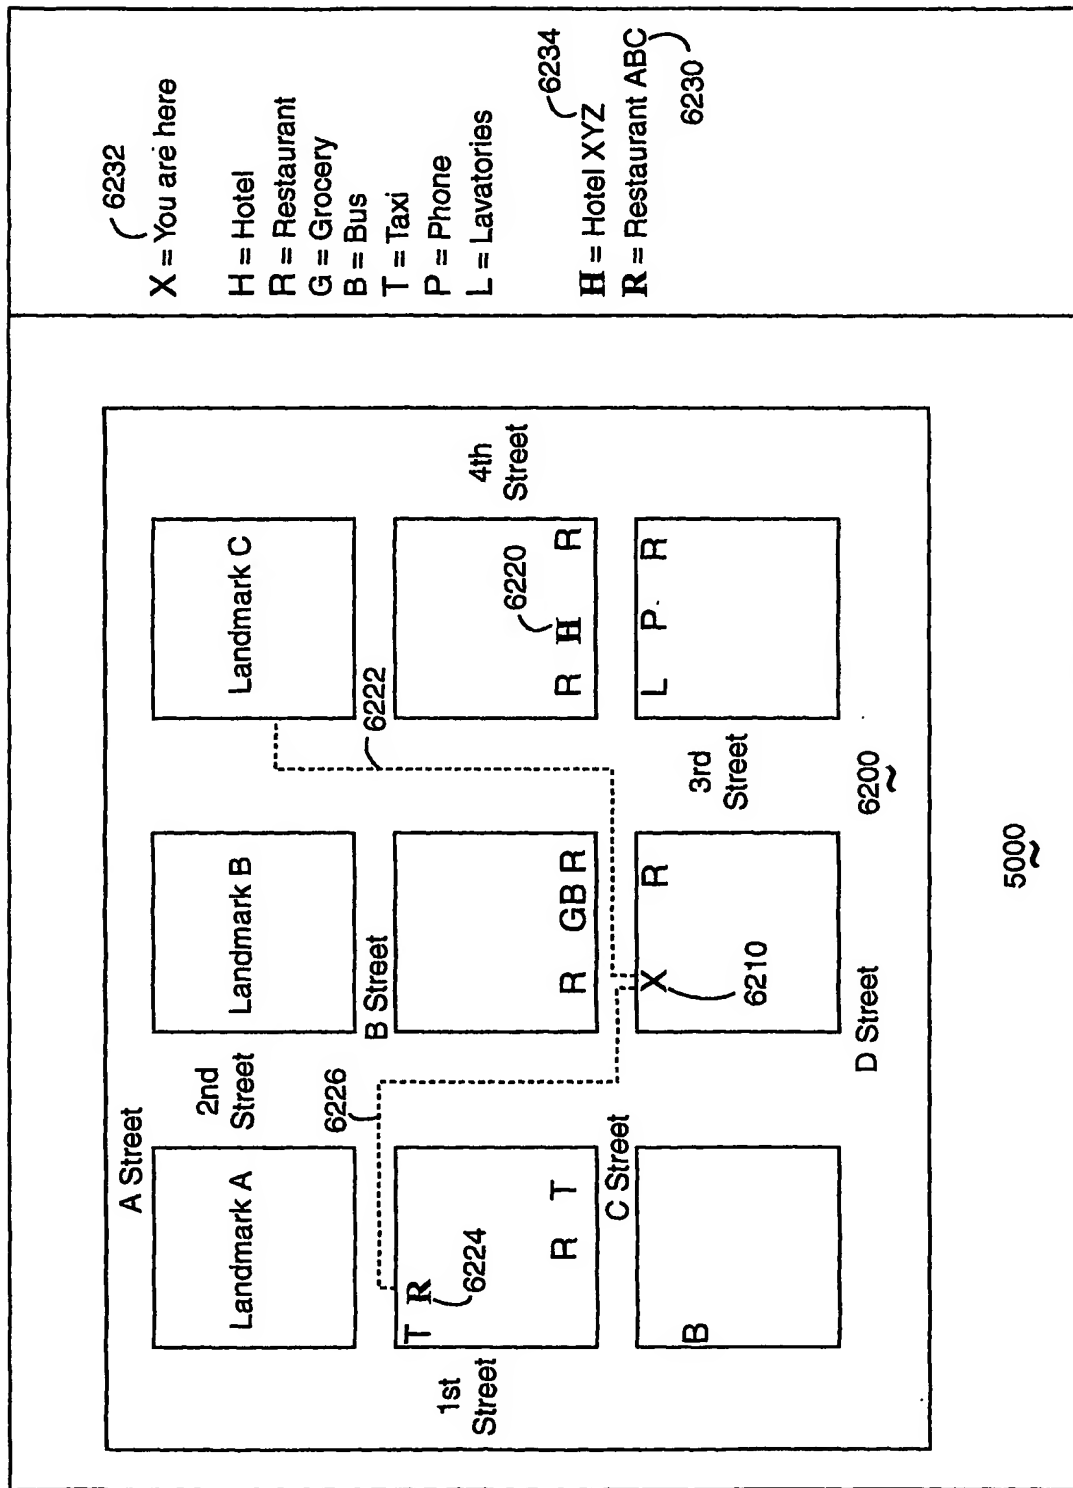 A Street
Landmark A
2nd
Street
Landmark B
Landmark C
B Street
6226
6222
1st
Street
T R
6224
R T
R GB R
6220
R H R
4th
Street
C Street
B
X R
6210
L P R
3rd
Street
D Street
6200
5000
6232
X = You are here
H = Hotel
R = Restaurant
G = Grocery
B = Bus
T = Taxi
P = Phone
L = Lavatories
6234
H = Hotel XYZ
R = Restaurant ABC
6230